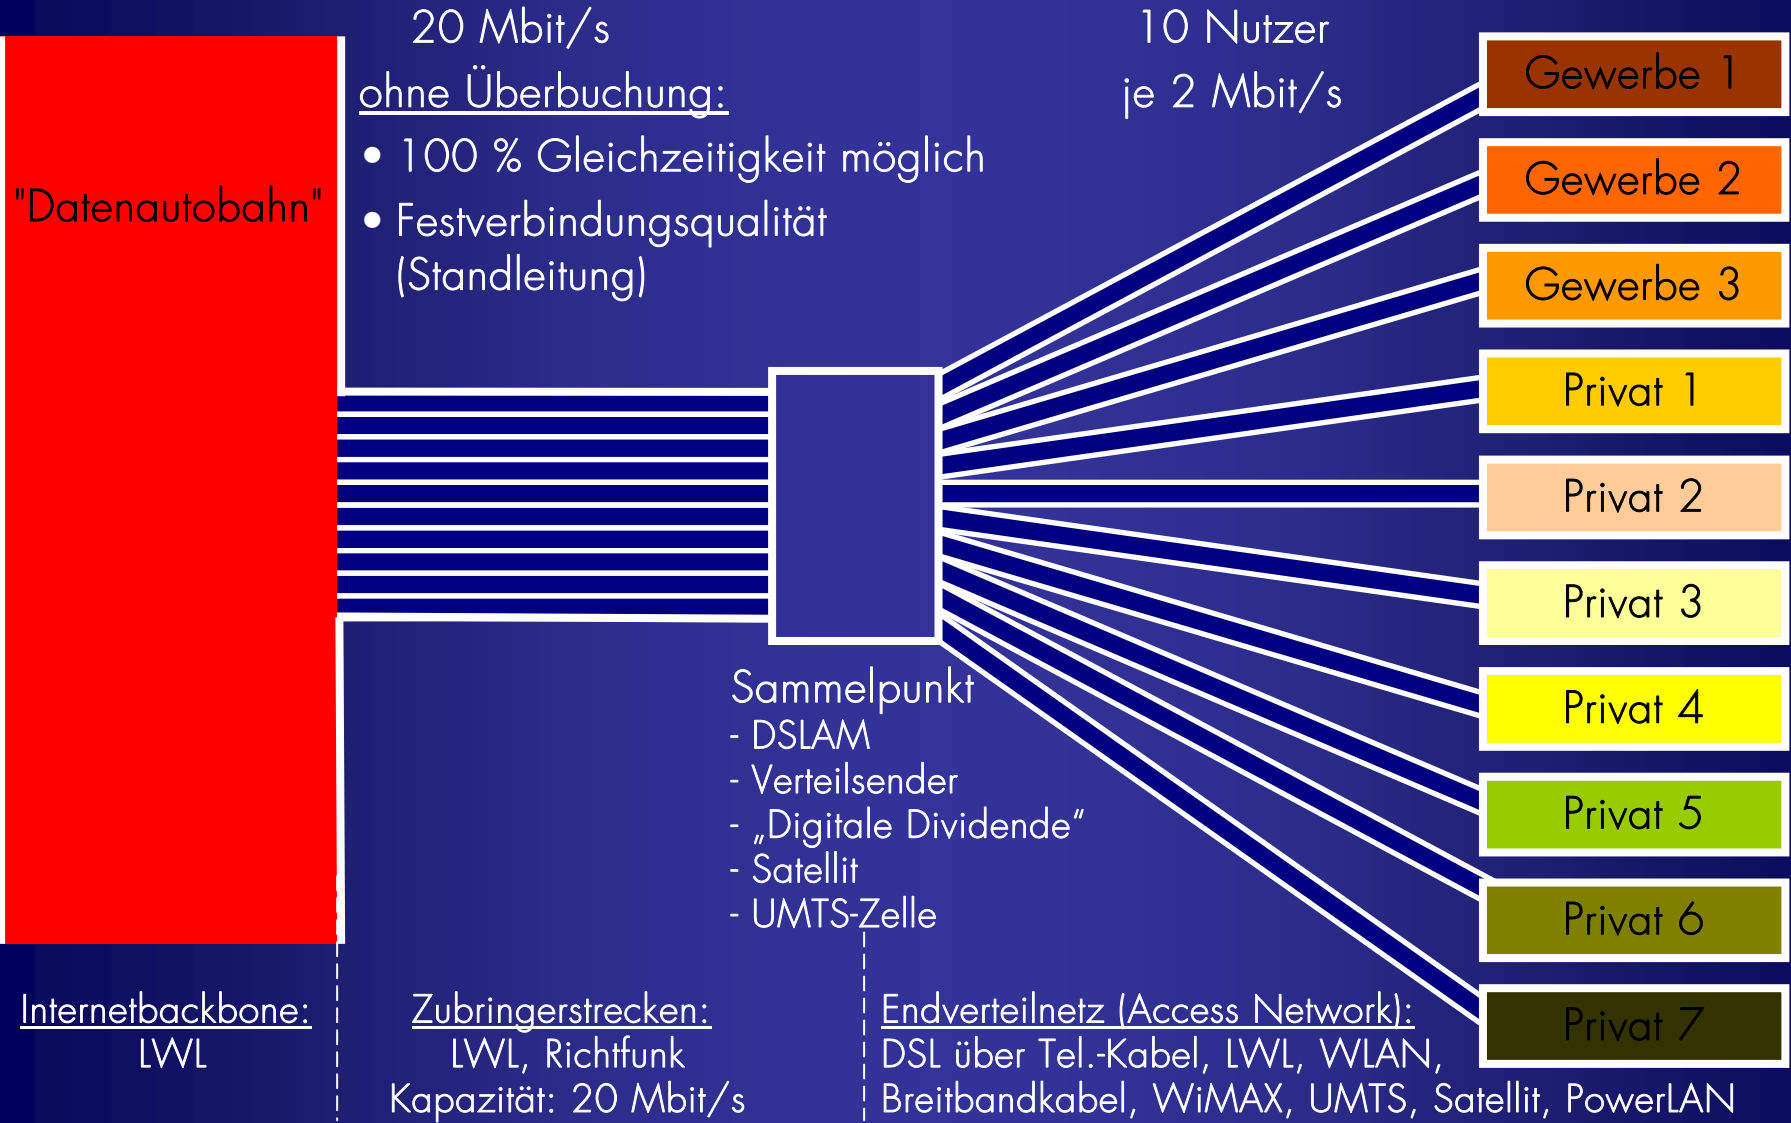 20 Mbit/s
ohne Überbuchung:
• 100 % Gleichzeitigkeit möglich
• Festverbindungsqualität
(Standleitung)
10 Nutzer
je 2 Mbit/s
"Datenautobahn"
Gewerbe 1
Gewerbe 2
Gewerbe 3
Privat 1
Privat 2
Privat 3
Privat 4
Privat 5
Privat 6
Privat 7
Sammelpunkt
- DSLAM
- Verteilsender
- „Digitale Dividende“
- Satellit
- UMTS-Zelle
Internetbackbone:
LWL
Zubringerstrecken:
LWL, Richtfunk
Kapazität: 20 Mbit/s
Endverteilnetz (Access Network):
DSL über Tel.-Kabel, LWL, WLAN,
Breitbandkabel, WiMAX, UMTS, Satellit, PowerLAN